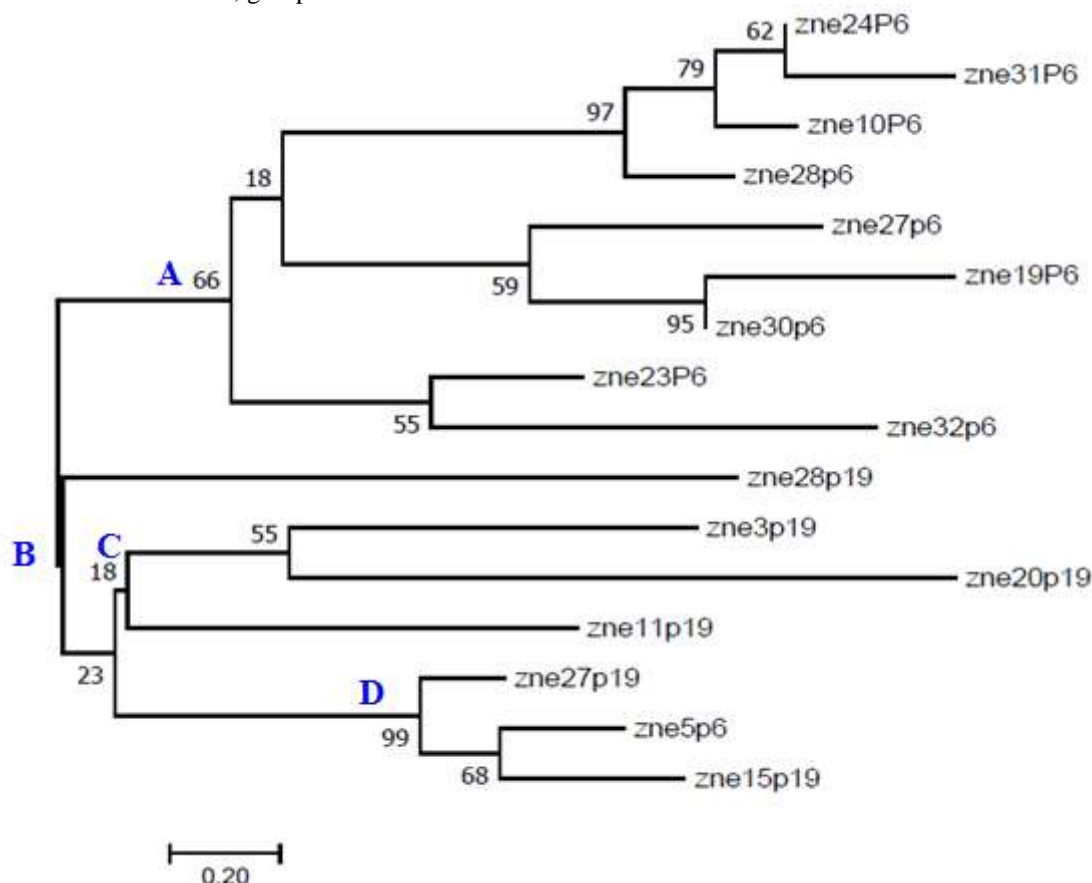 62 zne24P6
79 zne31P6
97 zne10P6
18 zne28p6
zne27p6
A 66 zne19P6
59
95 zne30p6
zne23P6
55 zne32p6
zne28p19
55 zne3p19
B C
18 zne20p19
zne11p19
23 D zne27p19
99 zne5p6
68 zne15p19
0.20